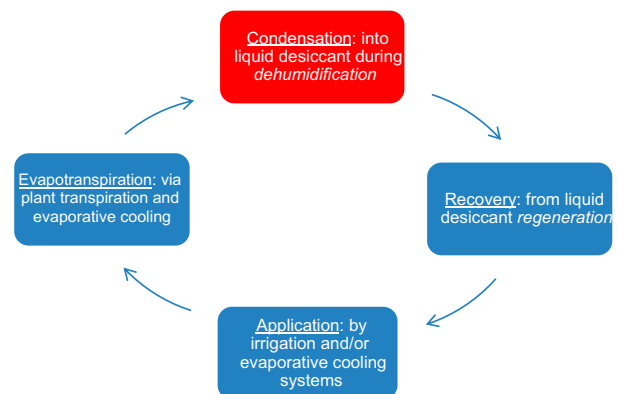 Condensation: into
liquid desiccant during
dehumidification
Evapotranspiration: via
plant transpiration and
evaporative cooling
Recovery: from liquid
desiccant regeneration
Application: by
irrigation and/or
evaporative cooling
systems